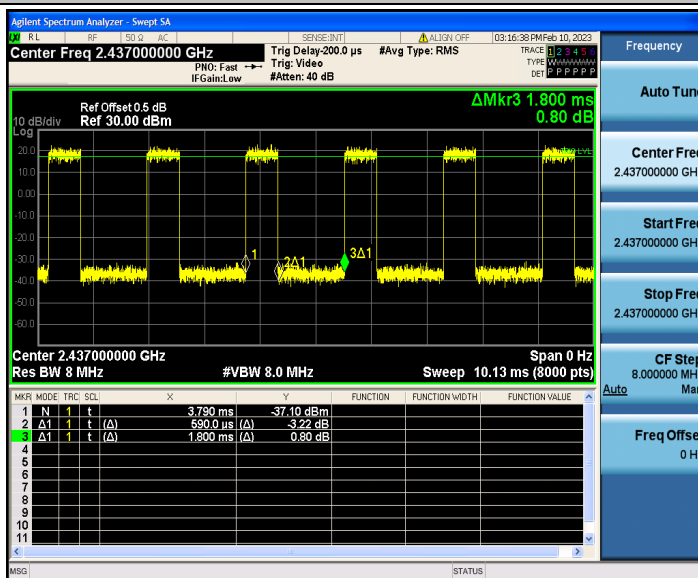 Agilent Spectrum Analyzer - Swept SA
R L RF 50 Ω AC SENSE:INT ALIGN OFF 03:16:38 PM Feb 10, 2023
Center Freq 2.437000000 GHz
Trig Delay-200.0 µs #Avg Type: RMS
TRACE 1 2 3 4 5 6
PNO: Fast Trig: Video
TYPE W
IFGain:Low #Atten: 40 dB
DET P P P P P P
ΔMkr3 1.800 ms
0.80 dB
Ref Offset 0.5 dB
10 dB/div Ref 30.00 dBm
Log
20.0
10.0
0.00
-10.0
-20.0
-30.0
-40.0
-50.0
-60.0
1
2Δ1
3Δ1
Center 2.437000000 GHz Span 0 Hz
Res BW 8 MHz #VBW 8.0 MHz Sweep 10.13 ms (8000 pts)
MKR MODE TRC SCL X Y FUNCTION FUNCTION WIDTH FUNCTION VALUE
1 N 1 t 3.790 ms -37.10 dBm
2 Δ1 1 t (Δ) 590.0 µs (Δ) -3.22 dB
3 Δ1 1 t (Δ) 1.800 ms (Δ) 0.80 dB
4
5
6
7
8
9
10
11
MSG STATUS
Frequency
Auto Tun
Center Fre
2.437000000 GH
Start Fre
2.437000000 GH
Stop Fre
2.437000000 GH
CF Ste
8.000000 MH
Auto Ma
Freq Offse
0 H